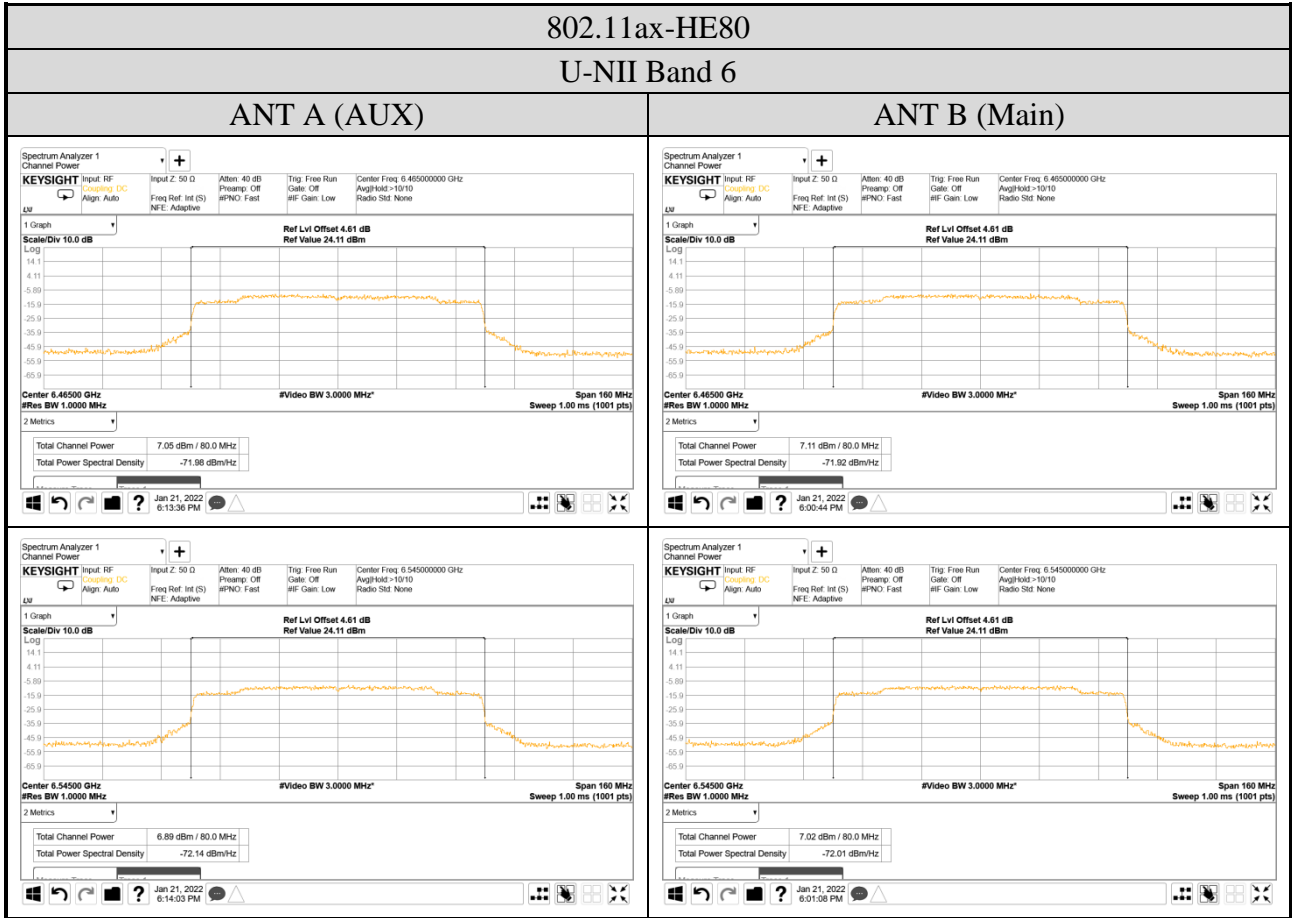 802.11ax-HE80
U-NII Band 6
ANT A (AUX)
ANT B (Main)
Spectrum Analyzer 1
Channel Power
+
KEYSIGHT Input: RF Input Z: 50 Ω Atten: 40 dB Trig: Free Run Center Freq: 6.465000000 GHz
Coupling: DC Preamp: Off Gate: Off Avg|Hold:>10/10
Align: Auto Freq Ref: Int (S) #PNO: Fast #IF Gain: Low Radio Std: None
LXI NFE: Adaptive
1 Graph
Ref Lvl Offset 4.61 dB
Scale/Div 10.0 dB Ref Value 24.11 dBm
Log
14.1
4.11
-5.89
-15.9
-25.9
-35.9
-45.9
-55.9
-65.9
Center 6.46500 GHz #Video BW 3.0000 MHz* Span 160 MHz
#Res BW 1.0000 MHz Sweep 1.00 ms (1001 pts)
2 Metrics
Total Channel Power 7.05 dBm / 80.0 MHz
Total Power Spectral Density -71.98 dBm/Hz
? Jan 21, 2022
6:13:36 PM
Spectrum Analyzer 1
Channel Power
+
KEYSIGHT Input: RF Input Z: 50 Ω Atten: 40 dB Trig: Free Run Center Freq: 6.465000000 GHz
Coupling: DC Preamp: Off Gate: Off Avg|Hold:>10/10
Align: Auto Freq Ref: Int (S) #PNO: Fast #IF Gain: Low Radio Std: None
LXI NFE: Adaptive
1 Graph
Ref Lvl Offset 4.61 dB
Scale/Div 10.0 dB Ref Value 24.11 dBm
Log
14.1
4.11
-5.89
-15.9
-25.9
-35.9
-45.9
-55.9
-65.9
Center 6.46500 GHz #Video BW 3.0000 MHz* Span 160 MHz
#Res BW 1.0000 MHz Sweep 1.00 ms (1001 pts)
2 Metrics
Total Channel Power 7.11 dBm / 80.0 MHz
Total Power Spectral Density -71.92 dBm/Hz
? Jan 21, 2022
6:00:44 PM
Spectrum Analyzer 1
Channel Power
+
KEYSIGHT Input: RF Input Z: 50 Ω Atten: 40 dB Trig: Free Run Center Freq: 6.545000000 GHz
Coupling: DC Preamp: Off Gate: Off Avg|Hold:>10/10
Align: Auto Freq Ref: Int (S) #PNO: Fast #IF Gain: Low Radio Std: None
LXI NFE: Adaptive
1 Graph
Ref Lvl Offset 4.61 dB
Scale/Div 10.0 dB Ref Value 24.11 dBm
Log
14.1
4.11
-5.89
-15.9
-25.9
-35.9
-45.9
-55.9
-65.9
Center 6.54500 GHz #Video BW 3.0000 MHz* Span 160 MHz
#Res BW 1.0000 MHz Sweep 1.00 ms (1001 pts)
2 Metrics
Total Channel Power 6.89 dBm / 80.0 MHz
Total Power Spectral Density -72.14 dBm/Hz
? Jan 21, 2022
6:14:03 PM
Spectrum Analyzer 1
Channel Power
+
KEYSIGHT Input: RF Input Z: 50 Ω Atten: 40 dB Trig: Free Run Center Freq: 6.545000000 GHz
Coupling: DC Preamp: Off Gate: Off Avg|Hold:>10/10
Align: Auto Freq Ref: Int (S) #PNO: Fast #IF Gain: Low Radio Std: None
LXI NFE: Adaptive
1 Graph
Ref Lvl Offset 4.61 dB
Scale/Div 10.0 dB Ref Value 24.11 dBm
Log
14.1
4.11
-5.89
-15.9
-25.9
-35.9
-45.9
-55.9
-65.9
Center 6.54500 GHz #Video BW 3.0000 MHz* Span 160 MHz
#Res BW 1.0000 MHz Sweep 1.00 ms (1001 pts)
2 Metrics
Total Channel Power 7.02 dBm / 80.0 MHz
Total Power Spectral Density -72.01 dBm/Hz
? Jan 21, 2022
6:01:08 PM